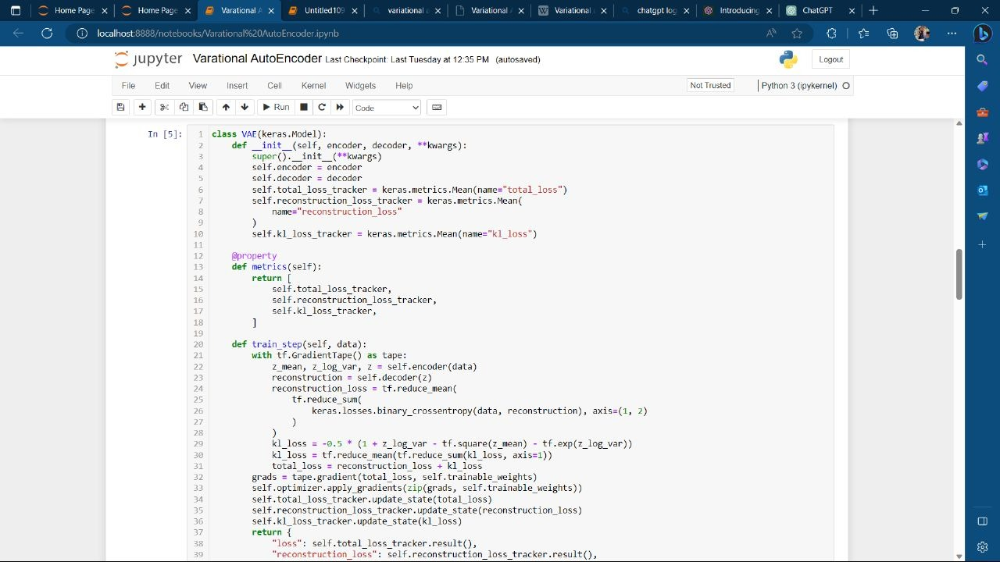 Home Page
Home Page
Varational A
Untitled109
variational a
Variational A
Variational
chatgpt log
Introducing
ChatGPT
localhost:8888/notebooks/Varational%20AutoEncoder.ipynb
jupyter Varational AutoEncoder Last Checkpoint: Last Tuesday at 12:35 PM (autosaved)
Logout
File Edit View Insert Cell Kernel Widgets Help
Not Trusted
Python 3 (ipykernel)
Run
Code
In [5]:
1 class VAE(keras.Model):
2     def __init__(self, encoder, decoder, **kwargs):
3         super().__init__(**kwargs)
4         self.encoder = encoder
5         self.decoder = decoder
6         self.total_loss_tracker = keras.metrics.Mean(name="total_loss")
7         self.reconstruction_loss_tracker = keras.metrics.Mean(
8             name="reconstruction_loss"
9         )
10         self.kl_loss_tracker = keras.metrics.Mean(name="kl_loss")
11
12     @property
13     def metrics(self):
14         return [
15             self.total_loss_tracker,
16             self.reconstruction_loss_tracker,
17             self.kl_loss_tracker,
18         ]
19
20     def train_step(self, data):
21         with tf.GradientTape() as tape:
22             z_mean, z_log_var, z = self.encoder(data)
23             reconstruction = self.decoder(z)
24             reconstruction_loss = tf.reduce_mean(
25                 tf.reduce_sum(
26                     keras.losses.binary_crossentropy(data, reconstruction), axis=(1, 2)
27                 )
28             )
29             kl_loss = -0.5 * (1 + z_log_var - tf.square(z_mean) - tf.exp(z_log_var))
30             kl_loss = tf.reduce_mean(tf.reduce_sum(kl_loss, axis=1))
31             total_loss = reconstruction_loss + kl_loss
32         grads = tape.gradient(total_loss, self.trainable_weights)
33         self.optimizer.apply_gradients(zip(grads, self.trainable_weights))
34         self.total_loss_tracker.update_state(total_loss)
35         self.reconstruction_loss_tracker.update_state(reconstruction_loss)
36         self.kl_loss_tracker.update_state(kl_loss)
37         return {
38             "loss": self.total_loss_tracker.result(),
39             "reconstruction_loss": self.reconstruction_loss_tracker.result(),